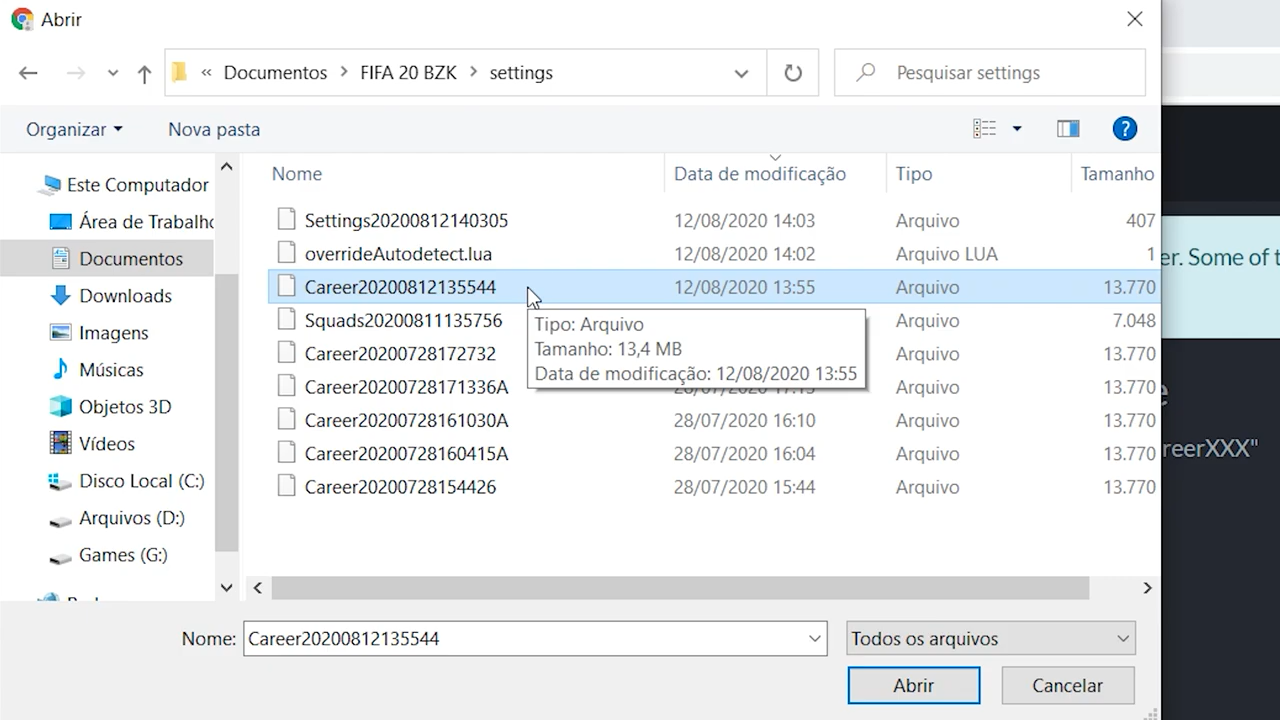 Abrir
« Documentos > FIFA 20 BZK > settings
Pesquisar settings
Organizar
Nova pasta
?
Nome Data de modificação Tipo Tamanho
Este Computador
Área de Trabalho
Documentos
Downloads
Imagens
Músicas
Objetos 3D
Vídeos
Disco Local (C:)
Arquivos (D:)
Games (G:)
Settings20200812140305 12/08/2020 14:03 Arquivo 407
overrideAutodetect.lua 12/08/2020 14:02 Arquivo LUA 1
Career20200812135544 12/08/2020 13:55 Arquivo 13.770
Squads20200811135756 Arquivo 7.048
Career20200728172732 Arquivo 13.770
Career20200728171336A 28/07/2020 17:13 Arquivo 13.770
Career20200728161030A 28/07/2020 16:10 Arquivo 13.770
Career20200728160415A 28/07/2020 16:04 Arquivo 13.770
Career20200728154426 28/07/2020 15:44 Arquivo 13.770
Tipo: Arquivo
Tamanho: 13,4 MB
Data de modificação: 12/08/2020 13:55
er. Some of t
e
reerXXX"
Nome: Career20200812135544
Todos os arquivos
Abrir
Cancelar